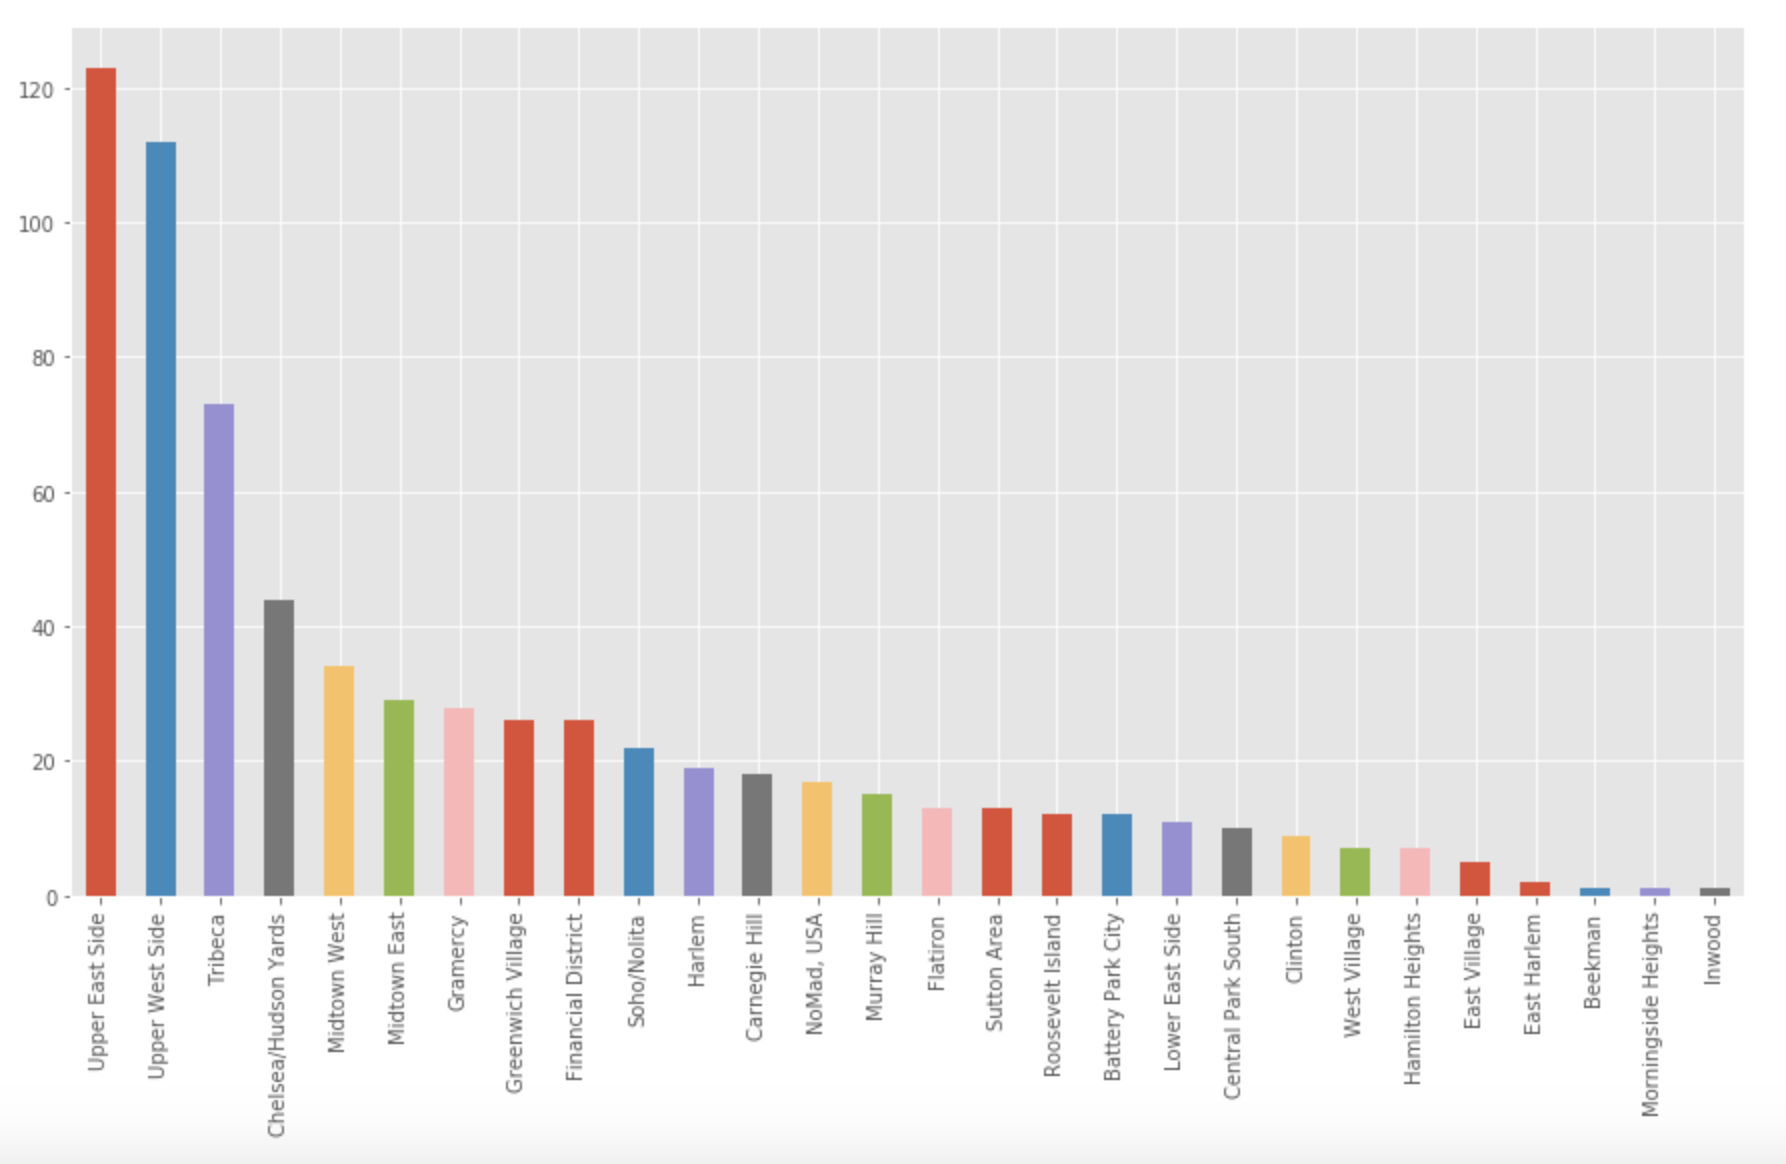 120
100
80
60
40
20
0
Upper East Side
Upper West Side
Tribeca
Chelsea/Hudson Yards
Midtown West
Midtown East
Gramercy
Greenwich Village
Financial District
Soho/Nolita
Harlem
Carnegie Hill
NoMad, USA
Murray Hill
Flatiron
Sutton Area
Roosevelt Island
Battery Park City
Lower East Side
Central Park South
Clinton
West Village
Hamilton Heights
East Village
East Harlem
Beekman
Morningside Heights
Inwood